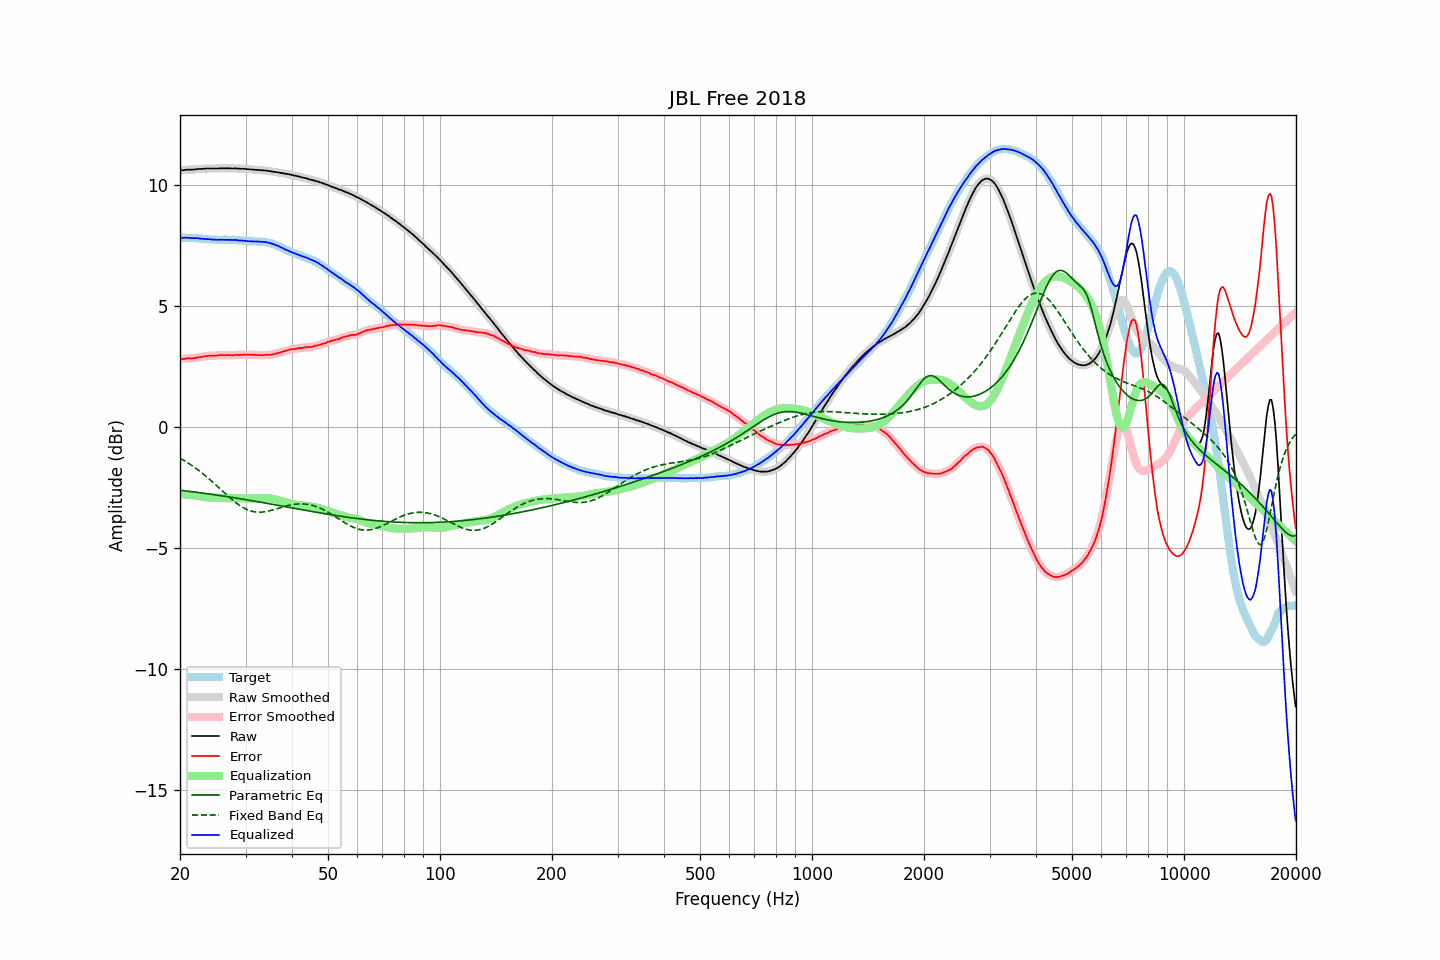 JBL Free 2018
Amplitude (dBr)
10
5
0
−5
−10
−15
Target
Raw Smoothed
Error Smoothed
Raw
Error
Equalization
Parametric Eq
Fixed Band Eq
Equalized
20 50 100 200 500 1000 2000 5000 10000 20000
Frequency (Hz)